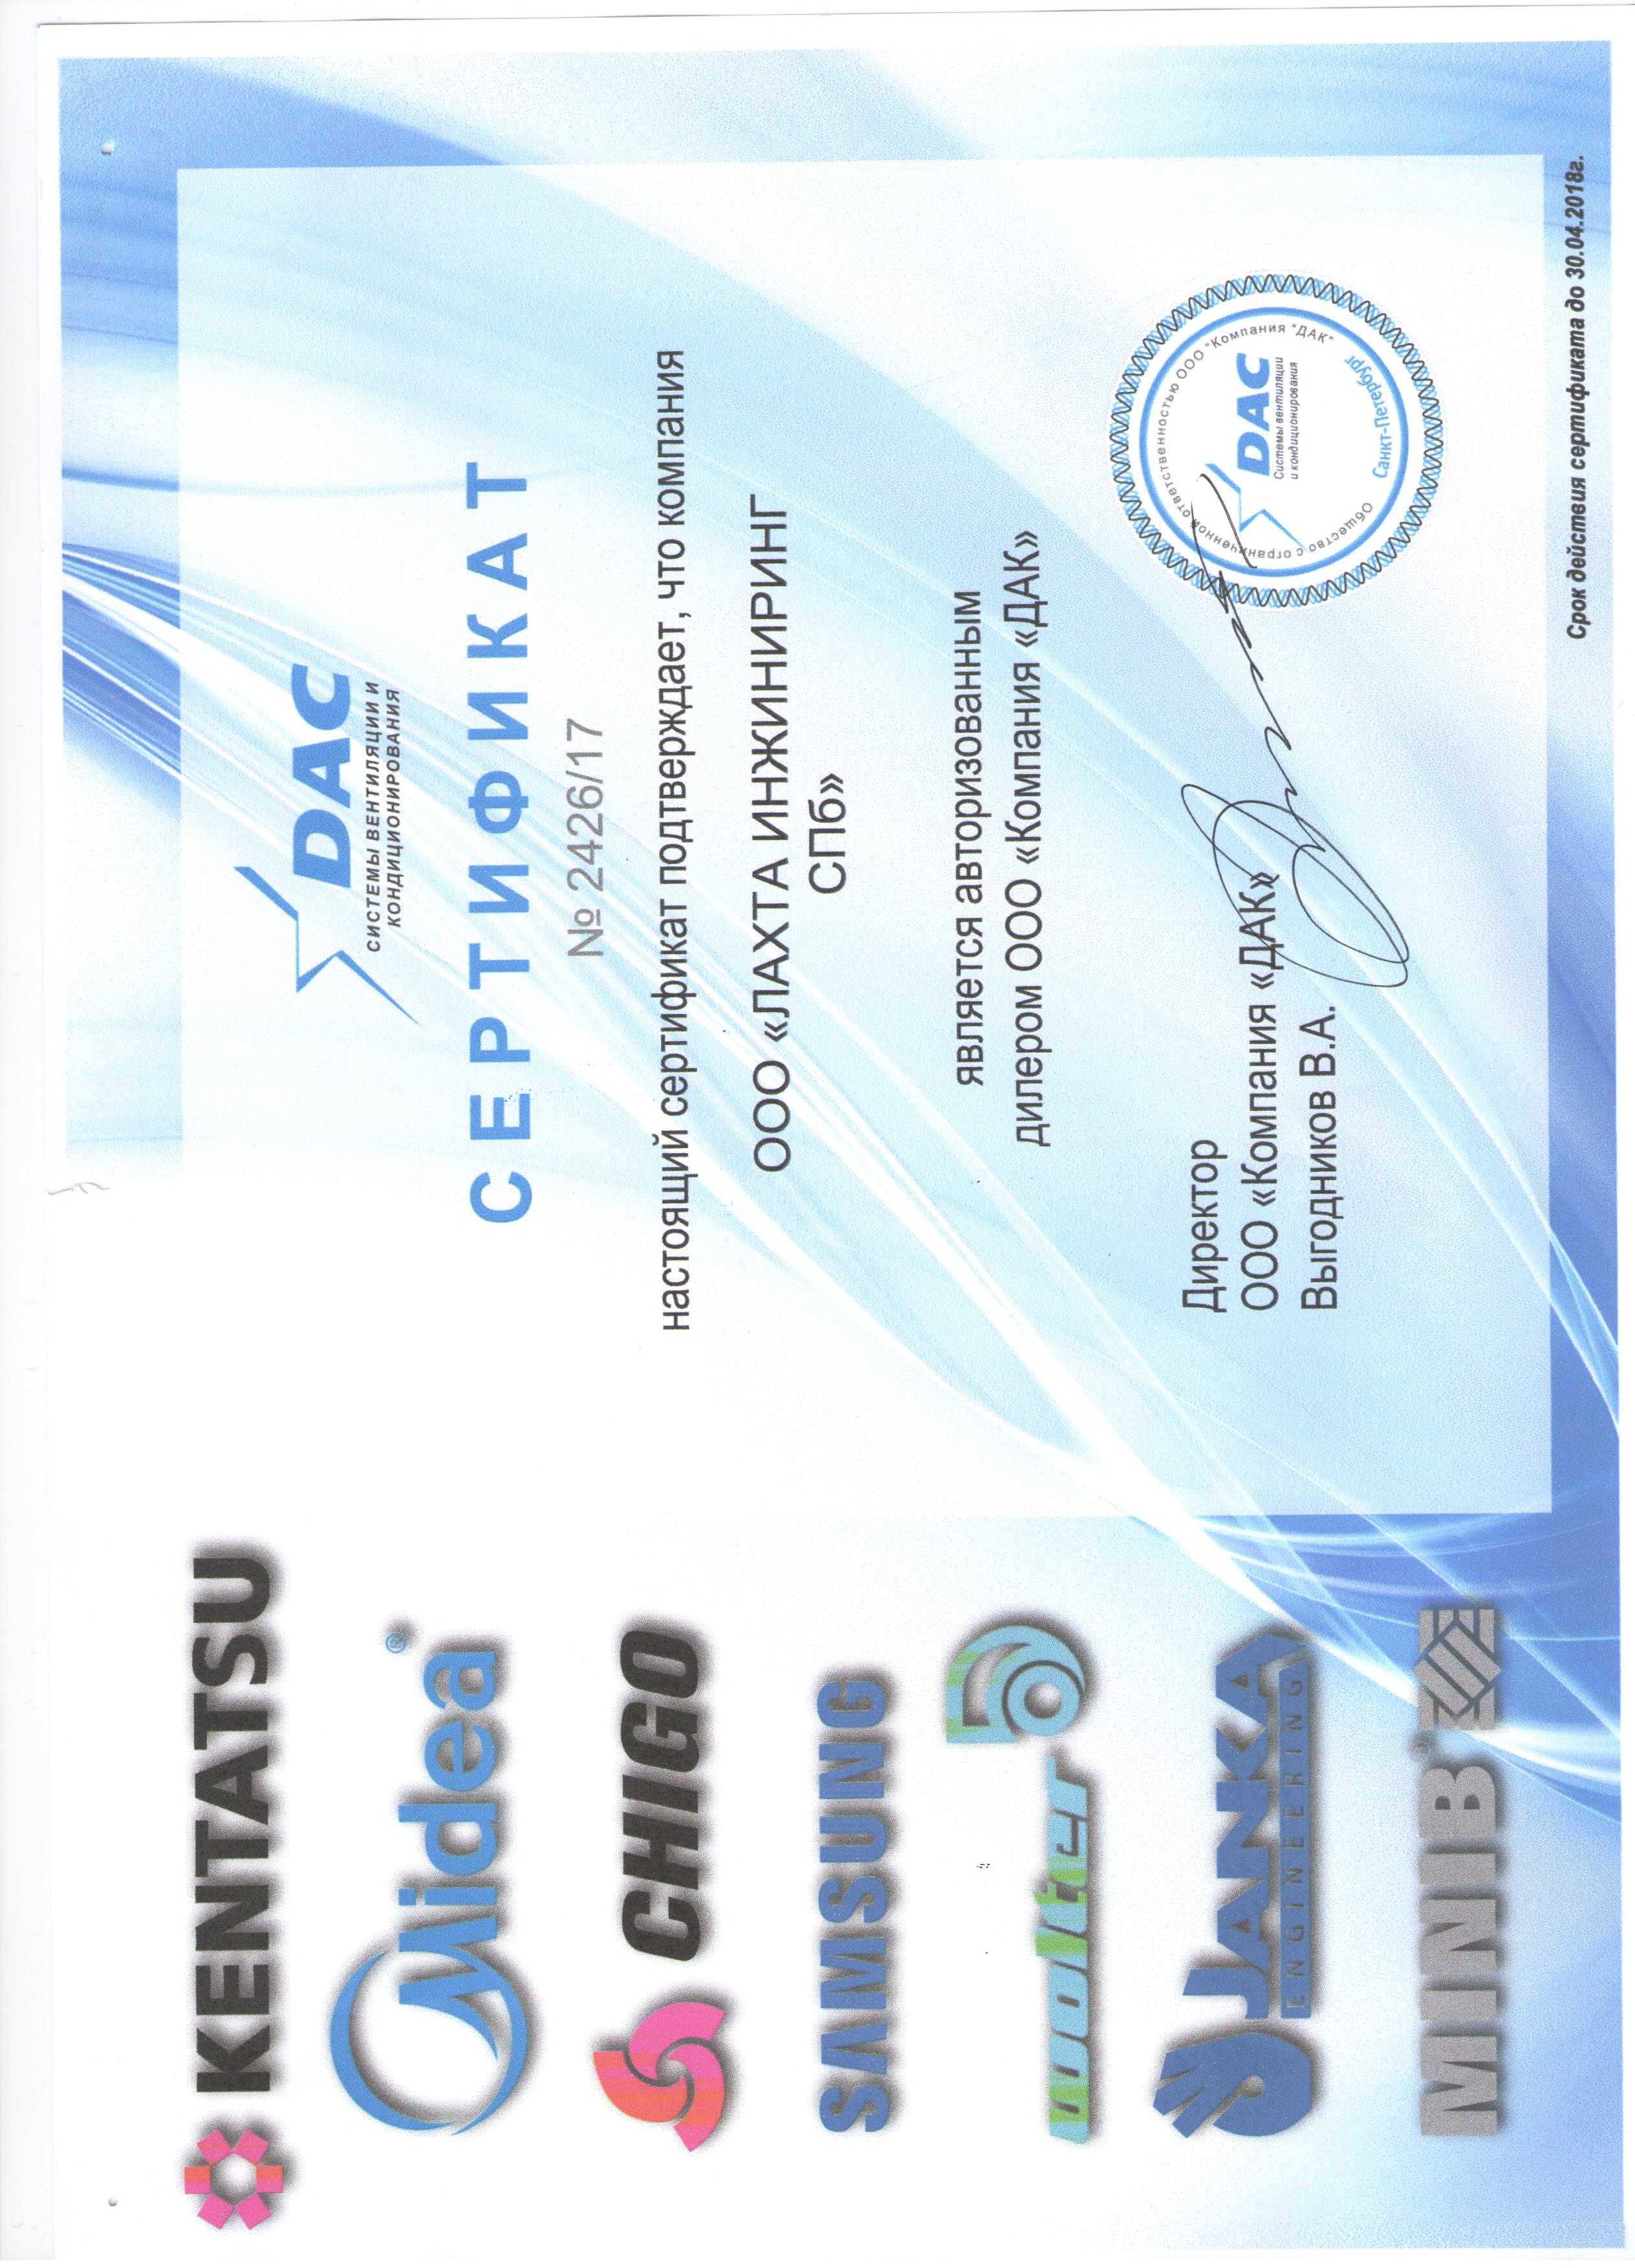 KENTATSU
Midea®
CHIGO
SAMSUNG
wolter
JANKA
ENGINEERING
MINIB®
DAC
СИСТЕМЫ ВЕНТИЛЯЦИИ И
КОНДИЦИОНИРОВАНИЯ
СЕРТИФИКАТ
№ 2426/17
настоящий сертификат подтверждает, что компания
ООО «ЛАХТА ИНЖИНИРИНГ
СПб»
является авторизованным
дилером ООО «Компания «ДАК»
Директор
ООО «Компания «ДАК»
Выгодников В.А.
Общество с ограниченной ответственностью ООО "Компания "ДАК"
DAC
Системы вентиляции
и кондиционирования
Санкт-Петербург
Срок действия сертификата до 30.04.2018г.